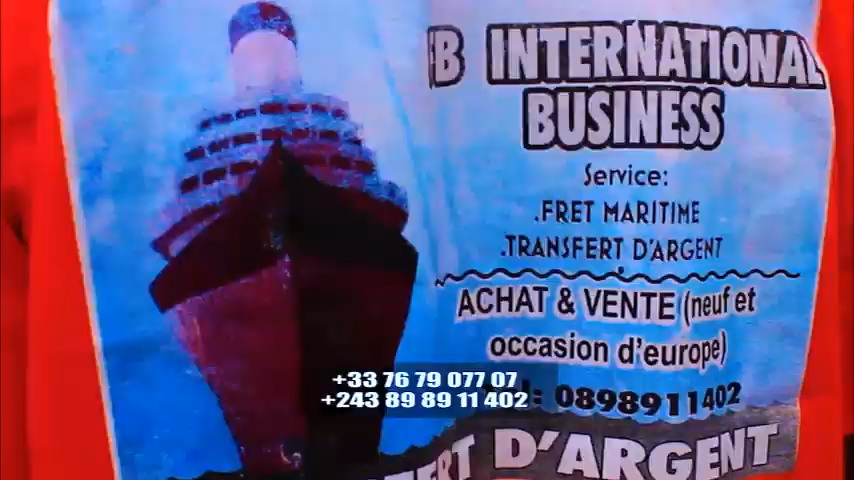 B INTERNATIONAL
BUSINESS
Service:
.FRET MARITIME
.TRANSFERT D'ARGENT
ACHAT & VENTE (neuf et
occasion d'europe)
+33 76 79 077 07
+243 89 89 11 402
: 0898911402
D'ARGENT